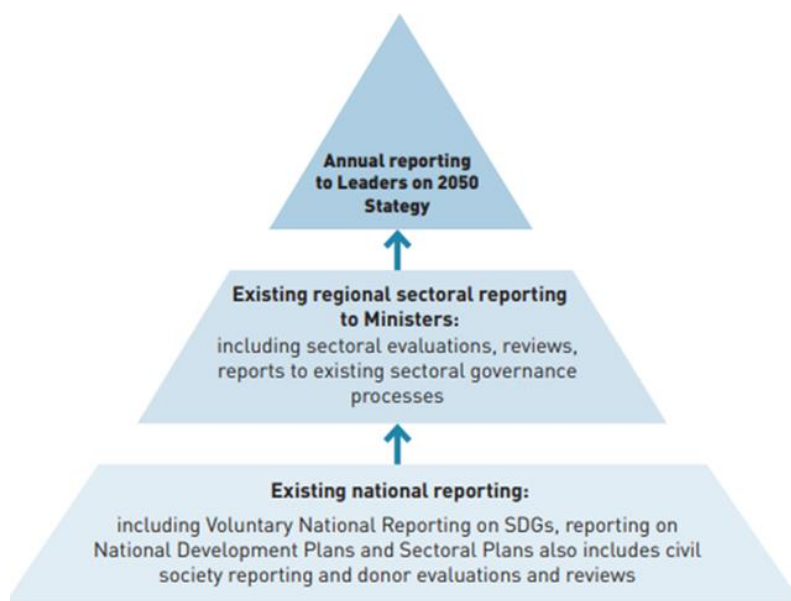 Annual reporting
to Leaders on 2050
Stategy
Existing regional sectoral reporting
to Ministers:
including sectoral evaluations, reviews,
reports to existing sectoral governance
processes
Existing national reporting:
including Voluntary National Reporting on SDGs, reporting on
National Development Plans and Sectoral Plans also includes civil
society reporting and donor evaluations and reviews